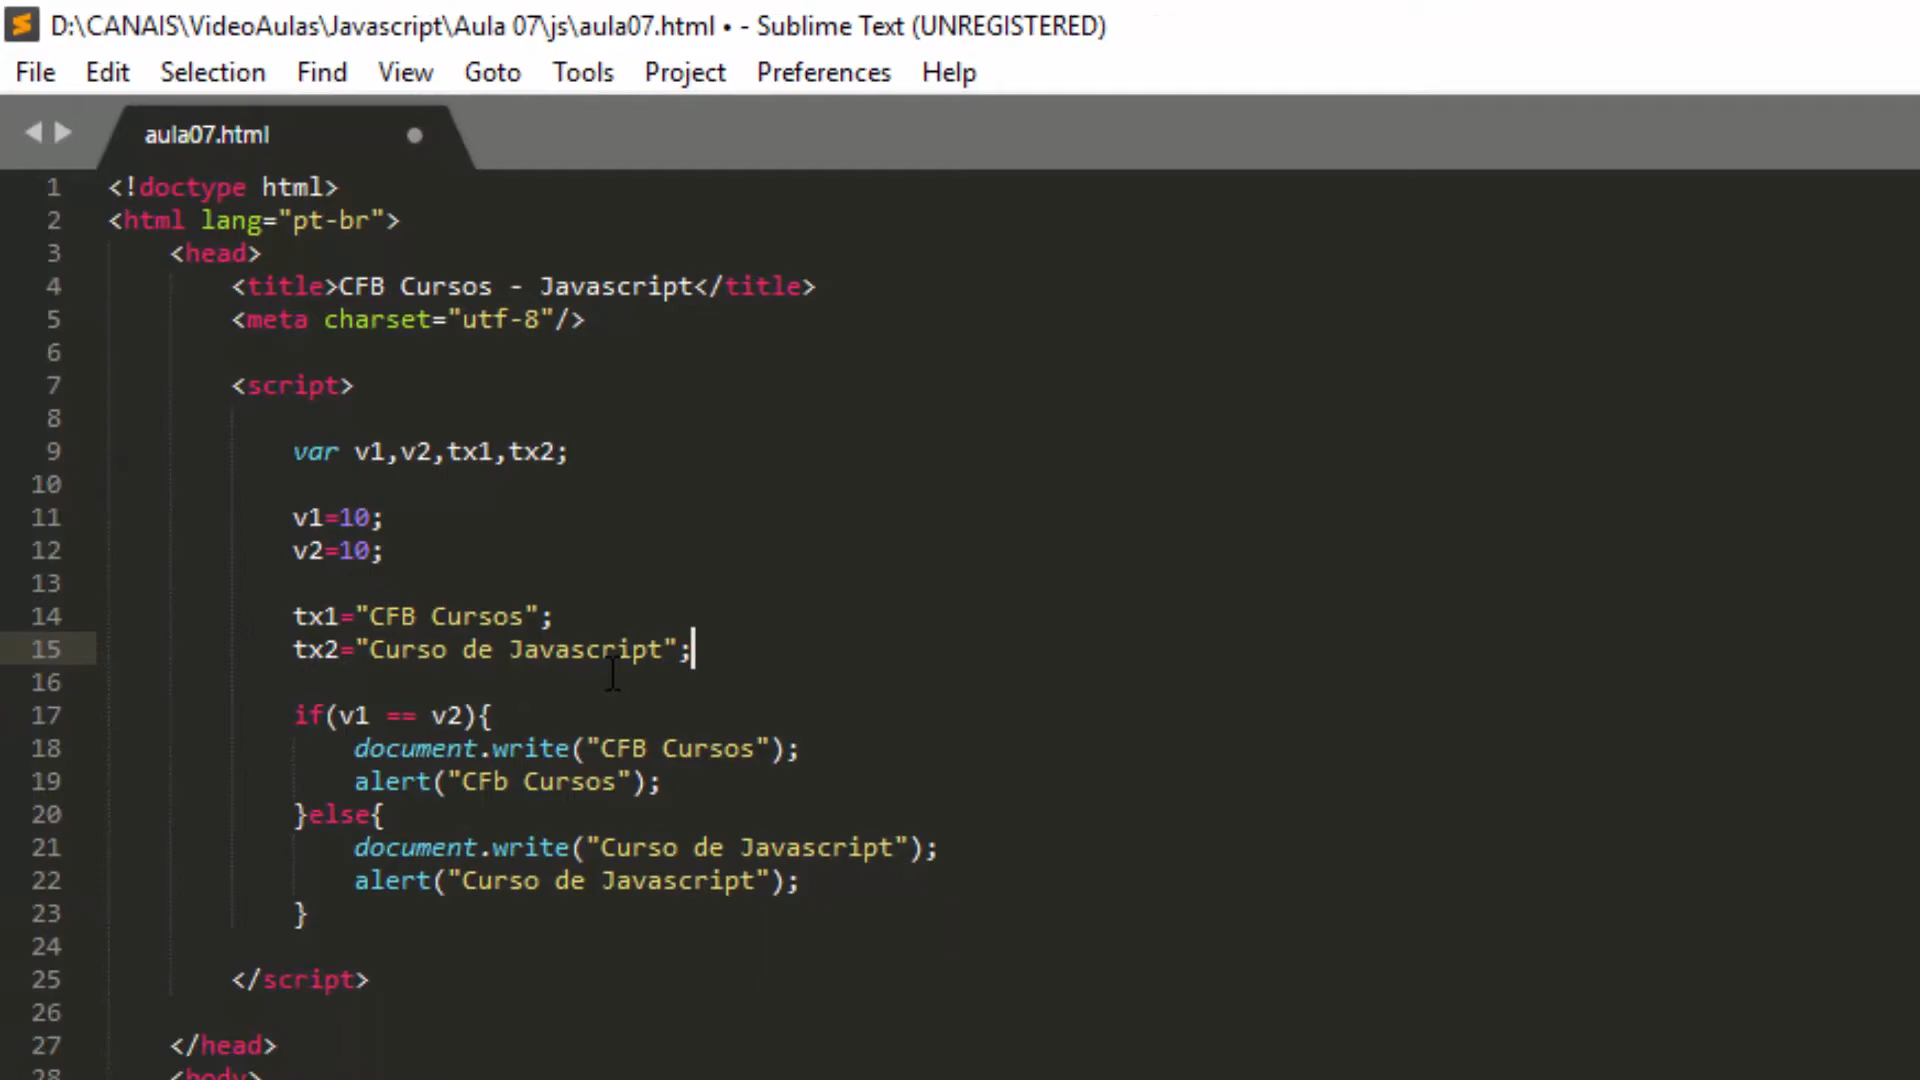 D:\CANAIS\VideoAulas\Javascript\Aula 07\js\aula07.html • - Sublime Text (UNREGISTERED)
File Edit Selection Find View Goto Tools Project Preferences Help
aula07.html
1 <!doctype html>
2 <html lang="pt-br">
3 <head>
4 <title>CFB Cursos - Javascript</title>
5 <meta charset="utf-8"/>
6
7 <script>
8
9 var v1,v2,tx1,tx2;
10
11 v1=10;
12 v2=10;
13
14 tx1="CFB Cursos";
15 tx2="Curso de Javascript";
16
17 if(v1 == v2){
18 document.write("CFB Cursos");
19 alert("CFb Cursos");
20 }else{
21 document.write("Curso de Javascript");
22 alert("Curso de Javascript");
23 }
24
25 </script>
26
27 </head>
28 <body>